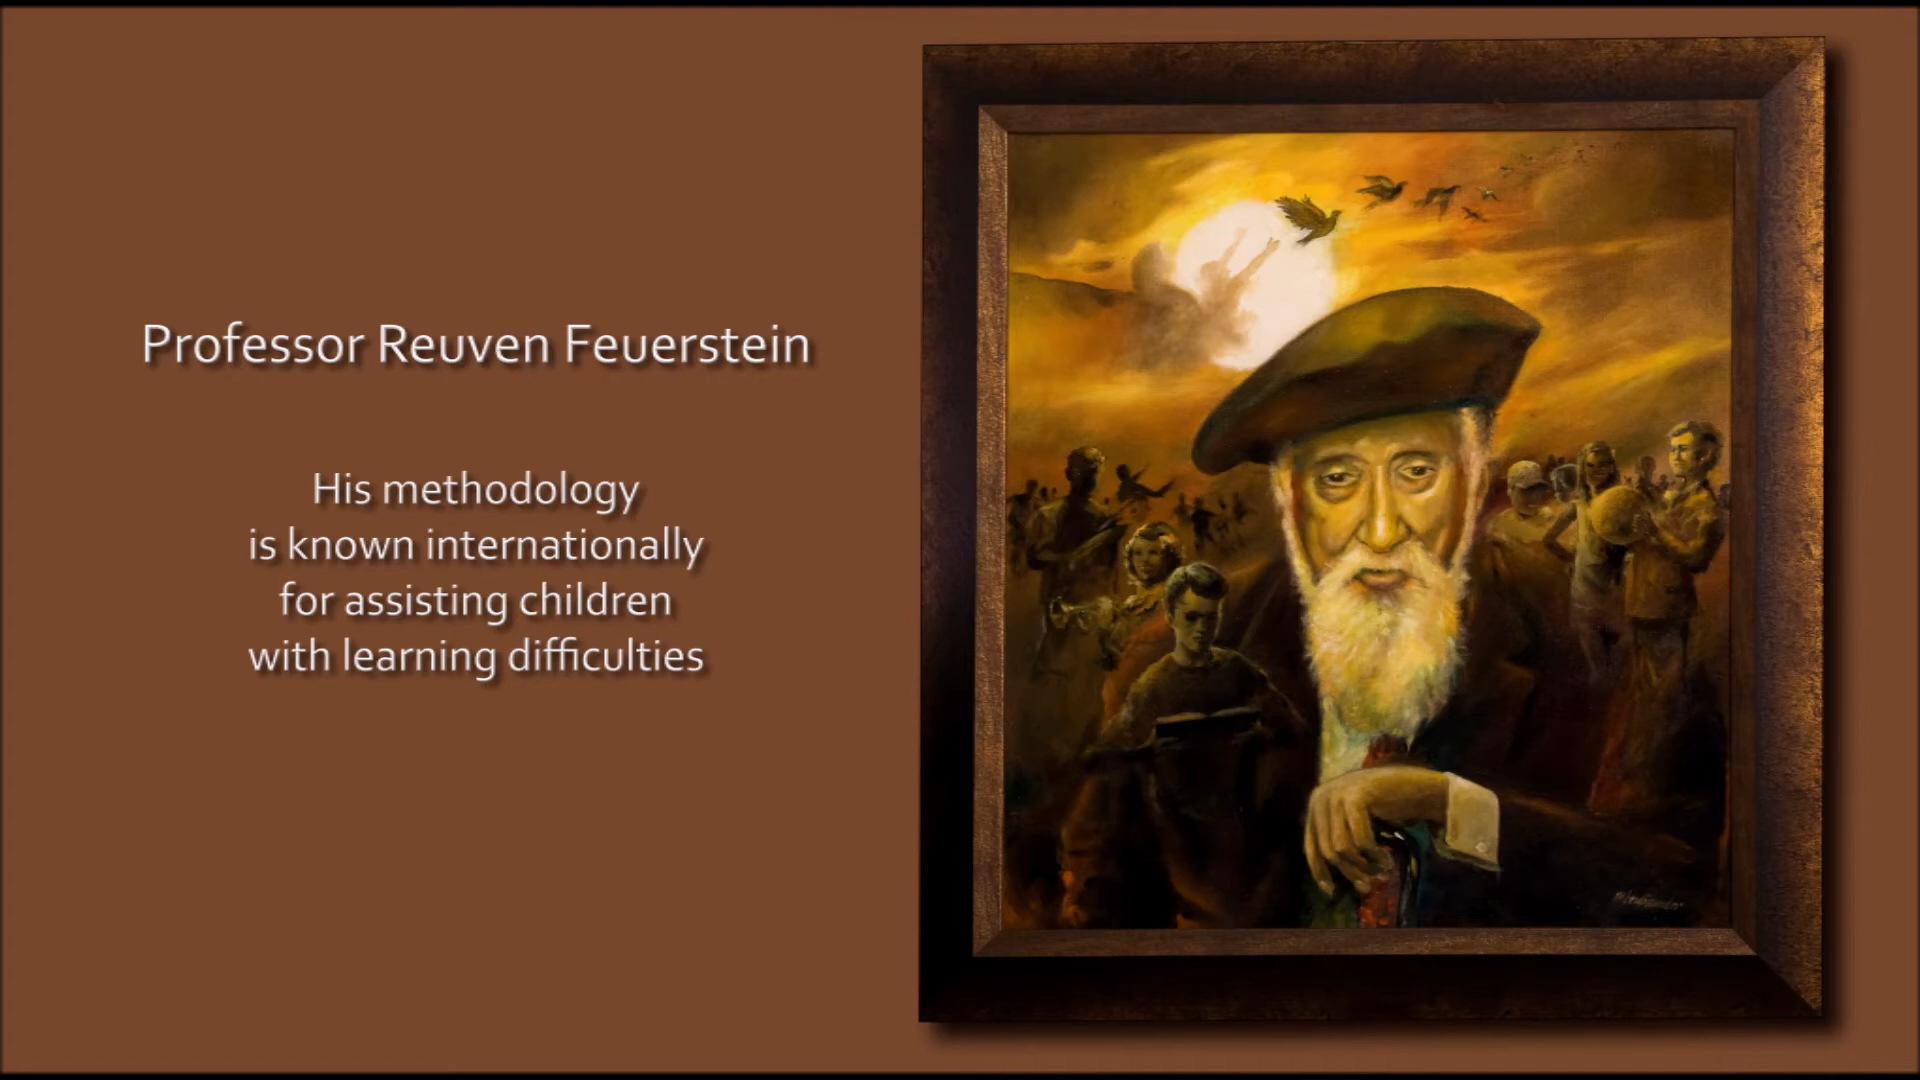 Professor Reuven Feuerstein
His methodology
is known internationally
for assisting children
with learning difficulties